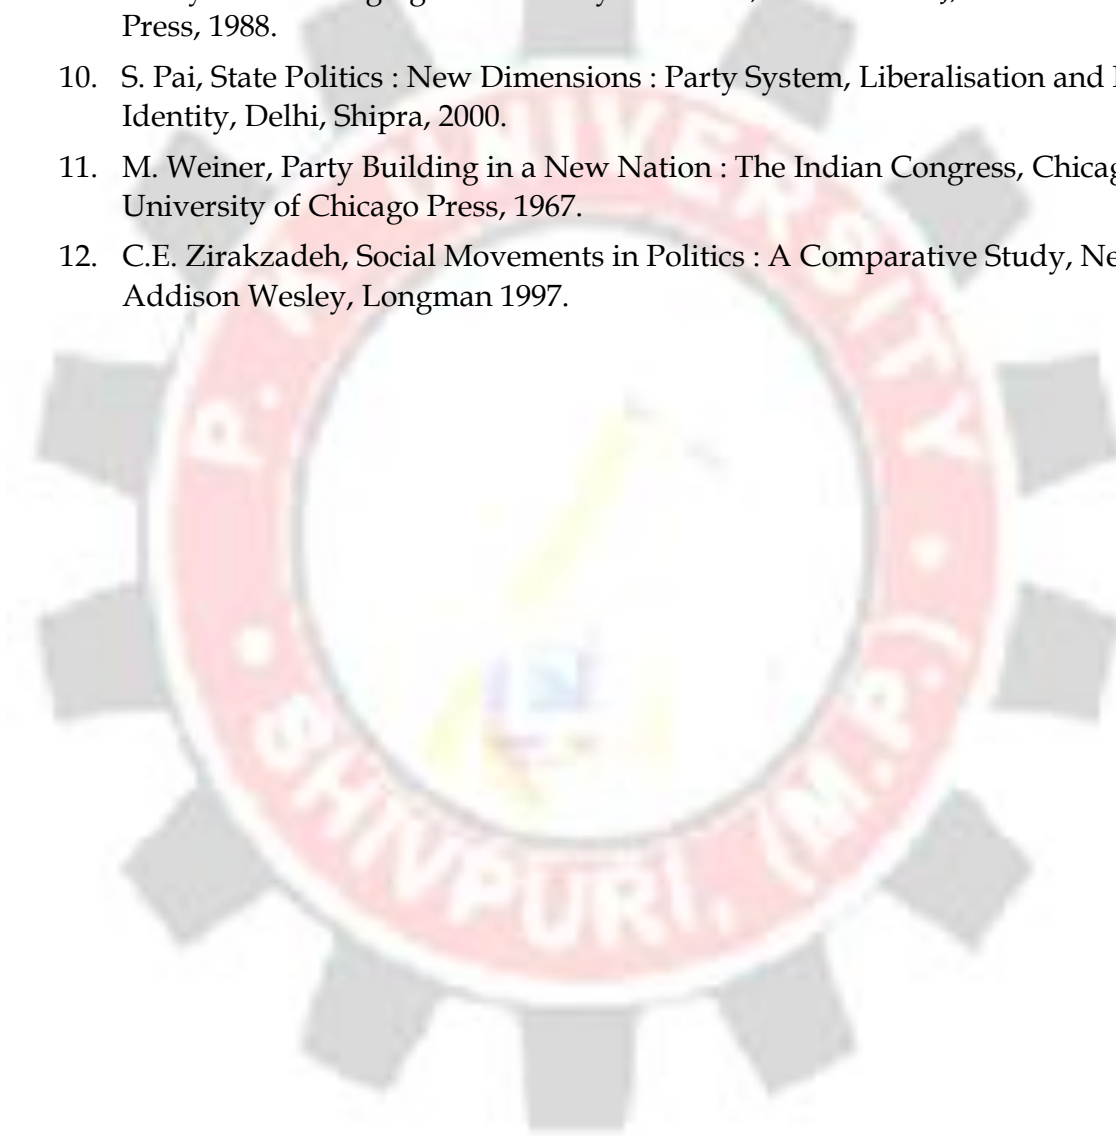 Press, 1988.
10. S. Pai, State Politics : New Dimensions : Party System, Liberalisation and
Identity, Delhi, Shipra, 2000.
11. M. Weiner, Party Building in a New Nation : The Indian Congress, Chicag
University of Chicago Press, 1967.
12. C.E. Zirakzadeh, Social Movements in Politics : A Comparative Study, Ne
Addison Wesley, Longman 1997.
P. UNIVERSITY
SHIVPURI, (M.P.)